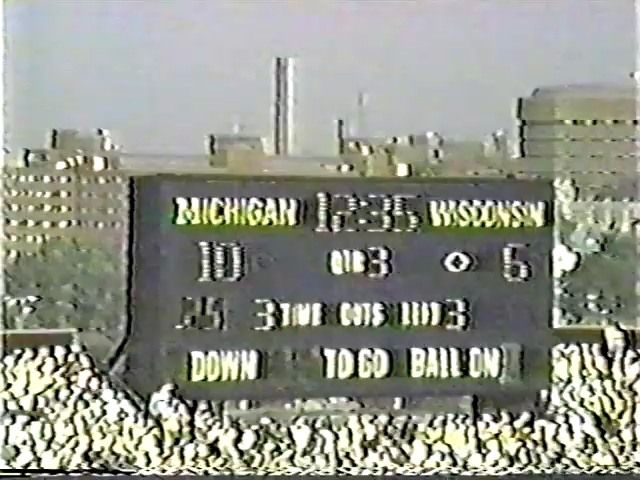 MICHIGAN 12:35 WISCONSIN
10 QTR 3 6
3 TIME OUTS LEFT 3
DOWN TO GO BALL ON